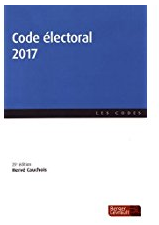 Code électoral
2017
LES CODES
Hervé Cauchois
Berger
Levrault